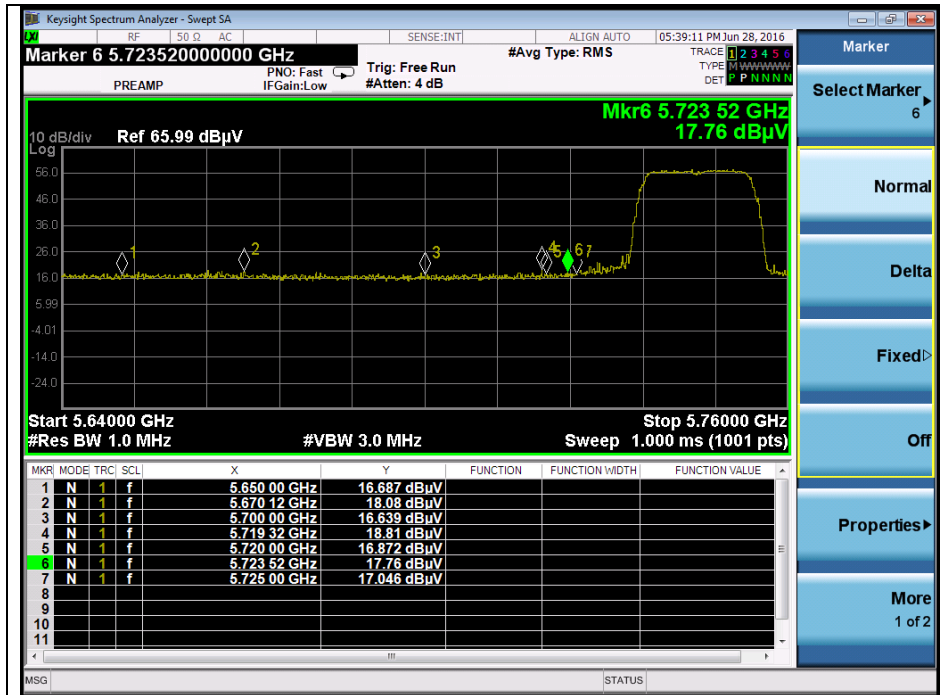 Keysight Spectrum Analyzer - Swept SA
LXI RF 50 Ω AC SENSE:INT ALIGN AUTO 05:39:11 PM Jun 28, 2016
Marker 6 5.723520000000 GHz
PREAMP
PNO: Fast
IFGain:Low
Trig: Free Run
#Atten: 4 dB
#Avg Type: RMS
TRACE 1 2 3 4 5 6
TYPE M W W W W W
DET P P N N N N
Mkr6 5.723 52 GHz
17.76 dBµV
10 dB/div Ref 65.99 dBµV
Log
56.0
46.0
36.0
26.0
16.0
5.99
-4.01
-14.0
-24.0
1 2 3 4 5 6 7
Start 5.64000 GHz Stop 5.76000 GHz
#Res BW 1.0 MHz #VBW 3.0 MHz Sweep 1.000 ms (1001 pts)
MKR MODE TRC SCL X Y FUNCTION FUNCTION WIDTH FUNCTION VALUE
1 N 1 f 5.650 00 GHz 16.687 dBµV
2 N 1 f 5.670 12 GHz 18.08 dBµV
3 N 1 f 5.700 00 GHz 16.639 dBµV
4 N 1 f 5.719 32 GHz 18.81 dBµV
5 N 1 f 5.720 00 GHz 16.872 dBµV
6 N 1 f 5.723 52 GHz 17.76 dBµV
7 N 1 f 5.725 00 GHz 17.046 dBµV
8
9
10
11
MSG STATUS
Marker
Select Marker
6
Normal
Delta
Fixed
Off
Properties
More
1 of 2